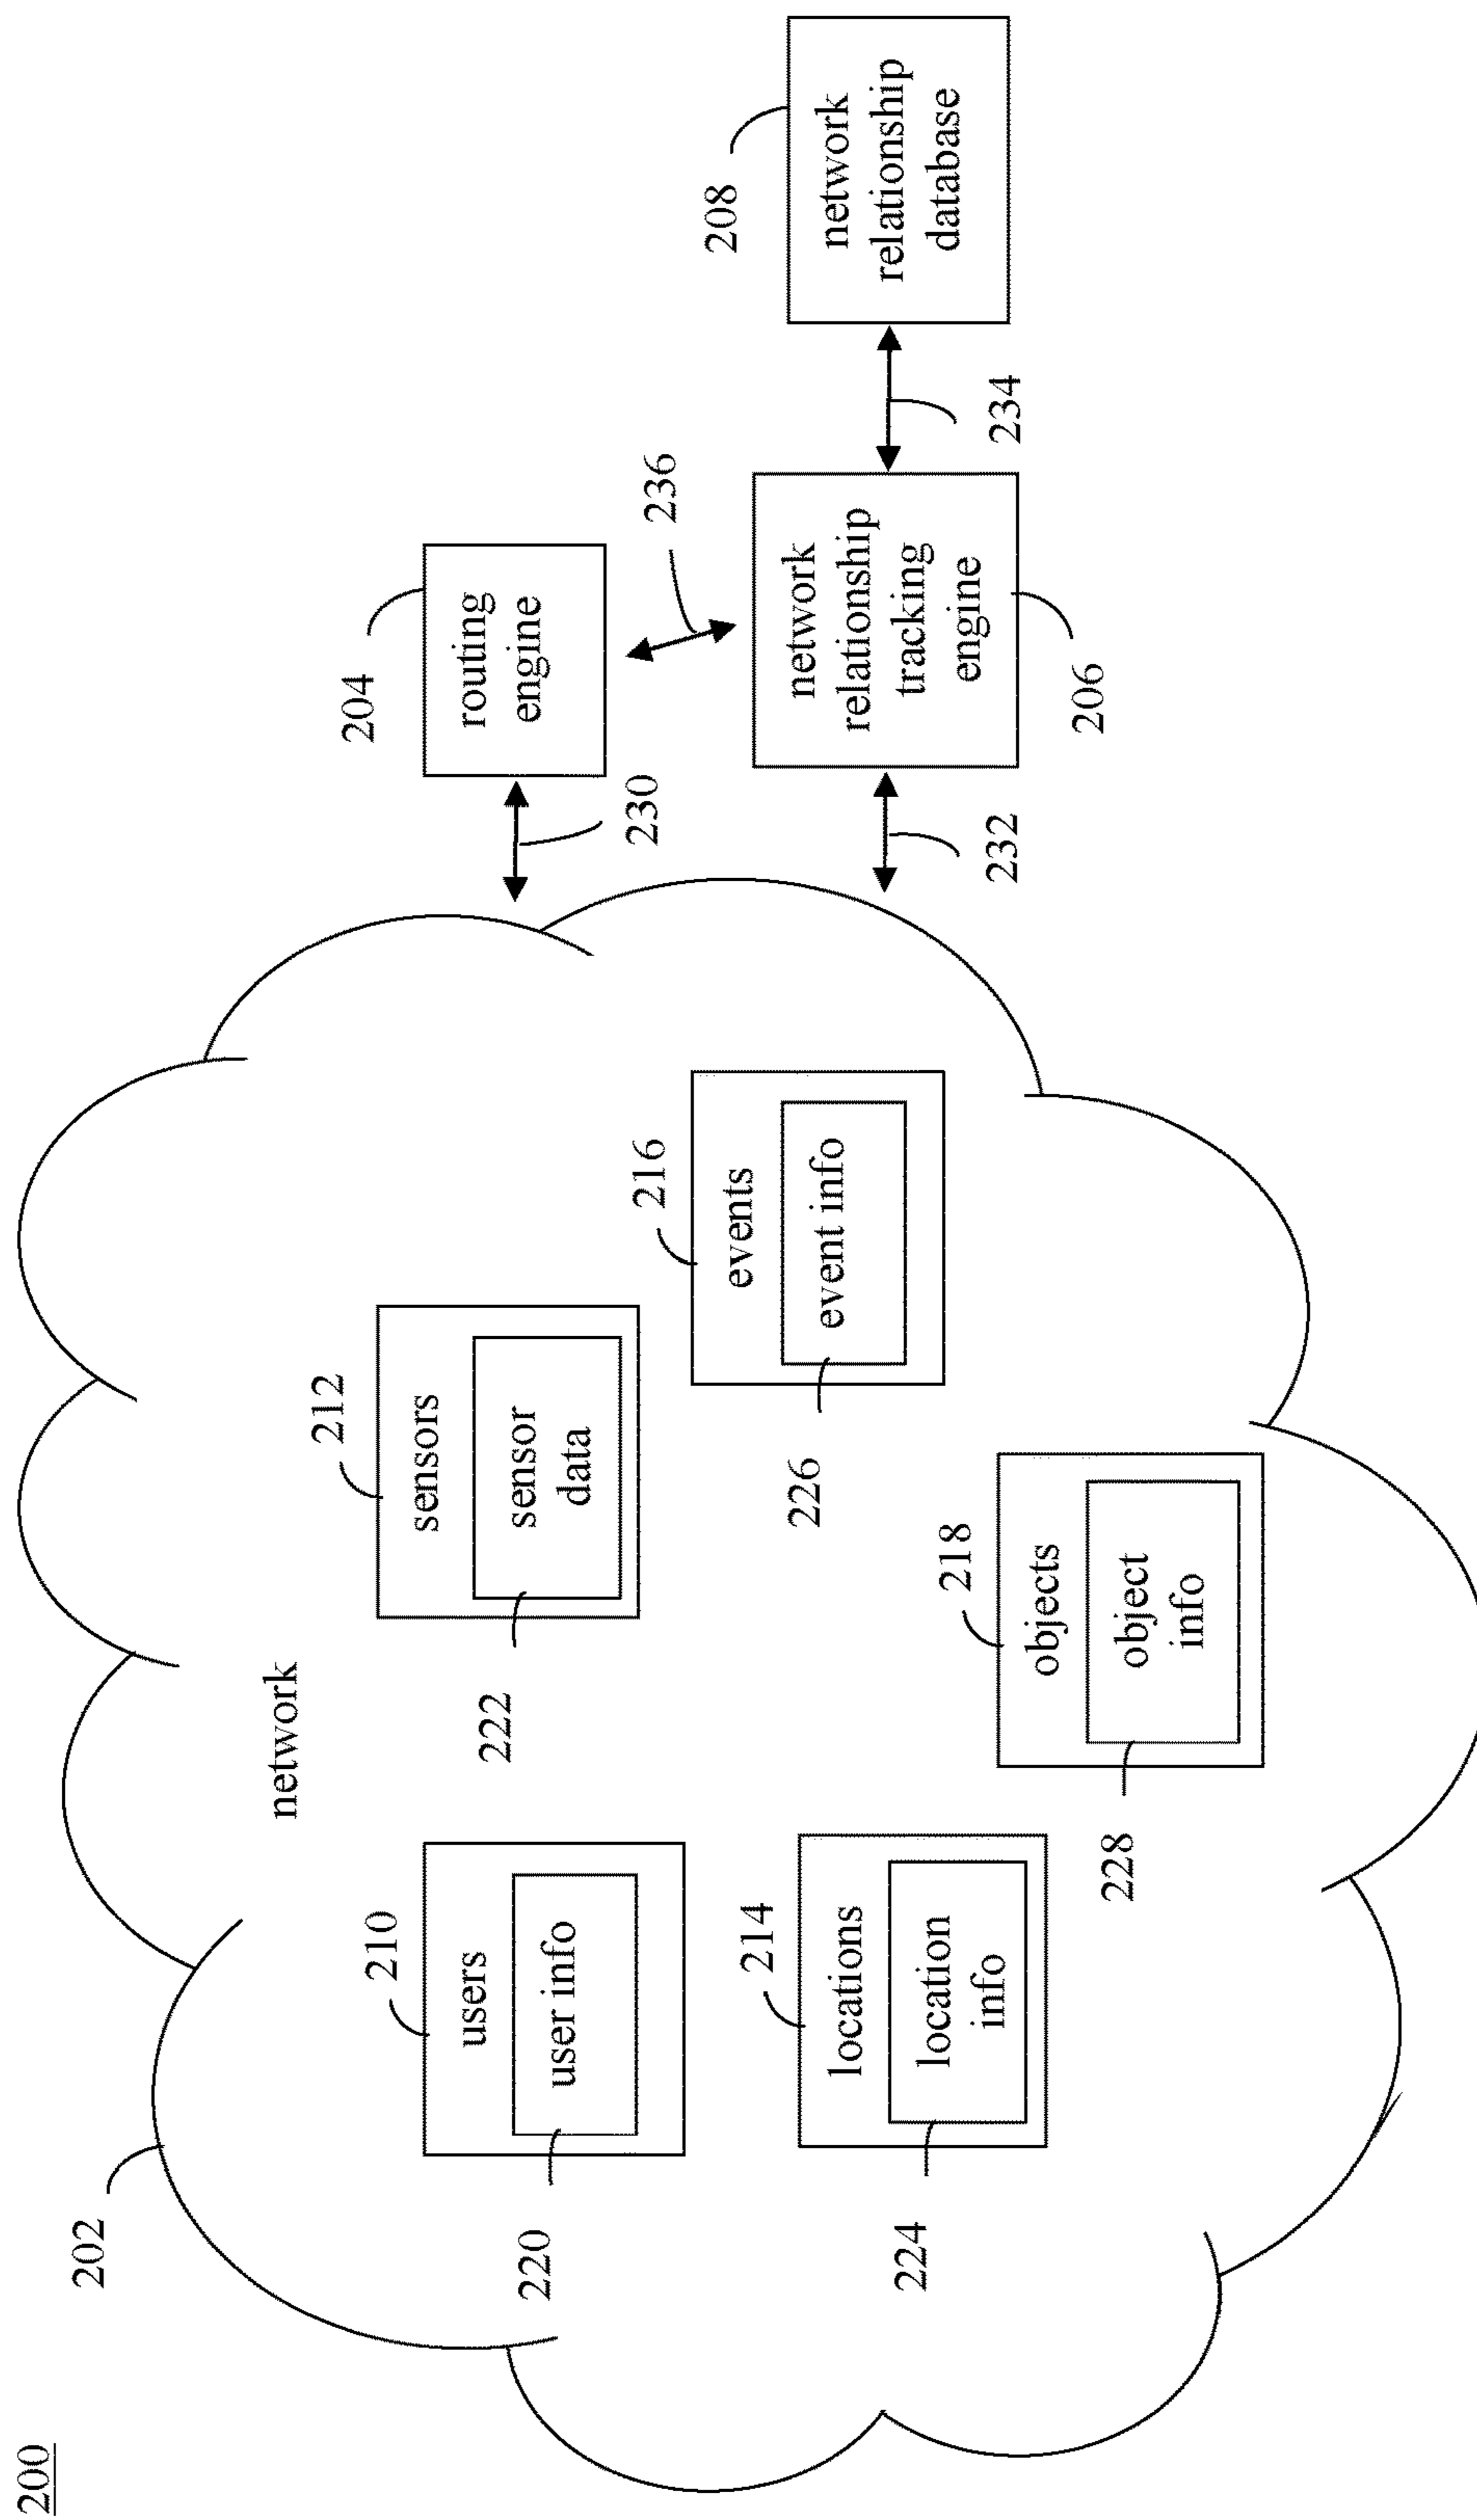 200
202
network
210
users
user info
220
212
sensors
sensor
data
222
214
locations
location
info
224
216
events
event info
226
218
objects
object
info
228
204
routing
engine
230
236
network
relationship
tracking
engine
206
232
234
208
network
relationship
database